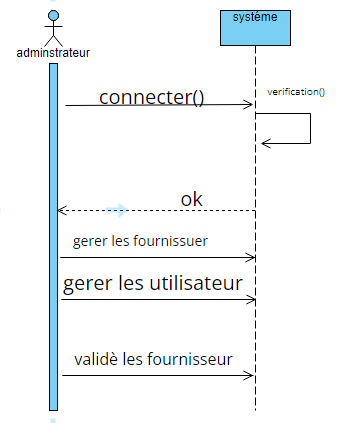 systéme
adminstrateur
verification()
connecter()
ok
gerer les fournissuer
gerer les utilisateur
validè les fournisseur